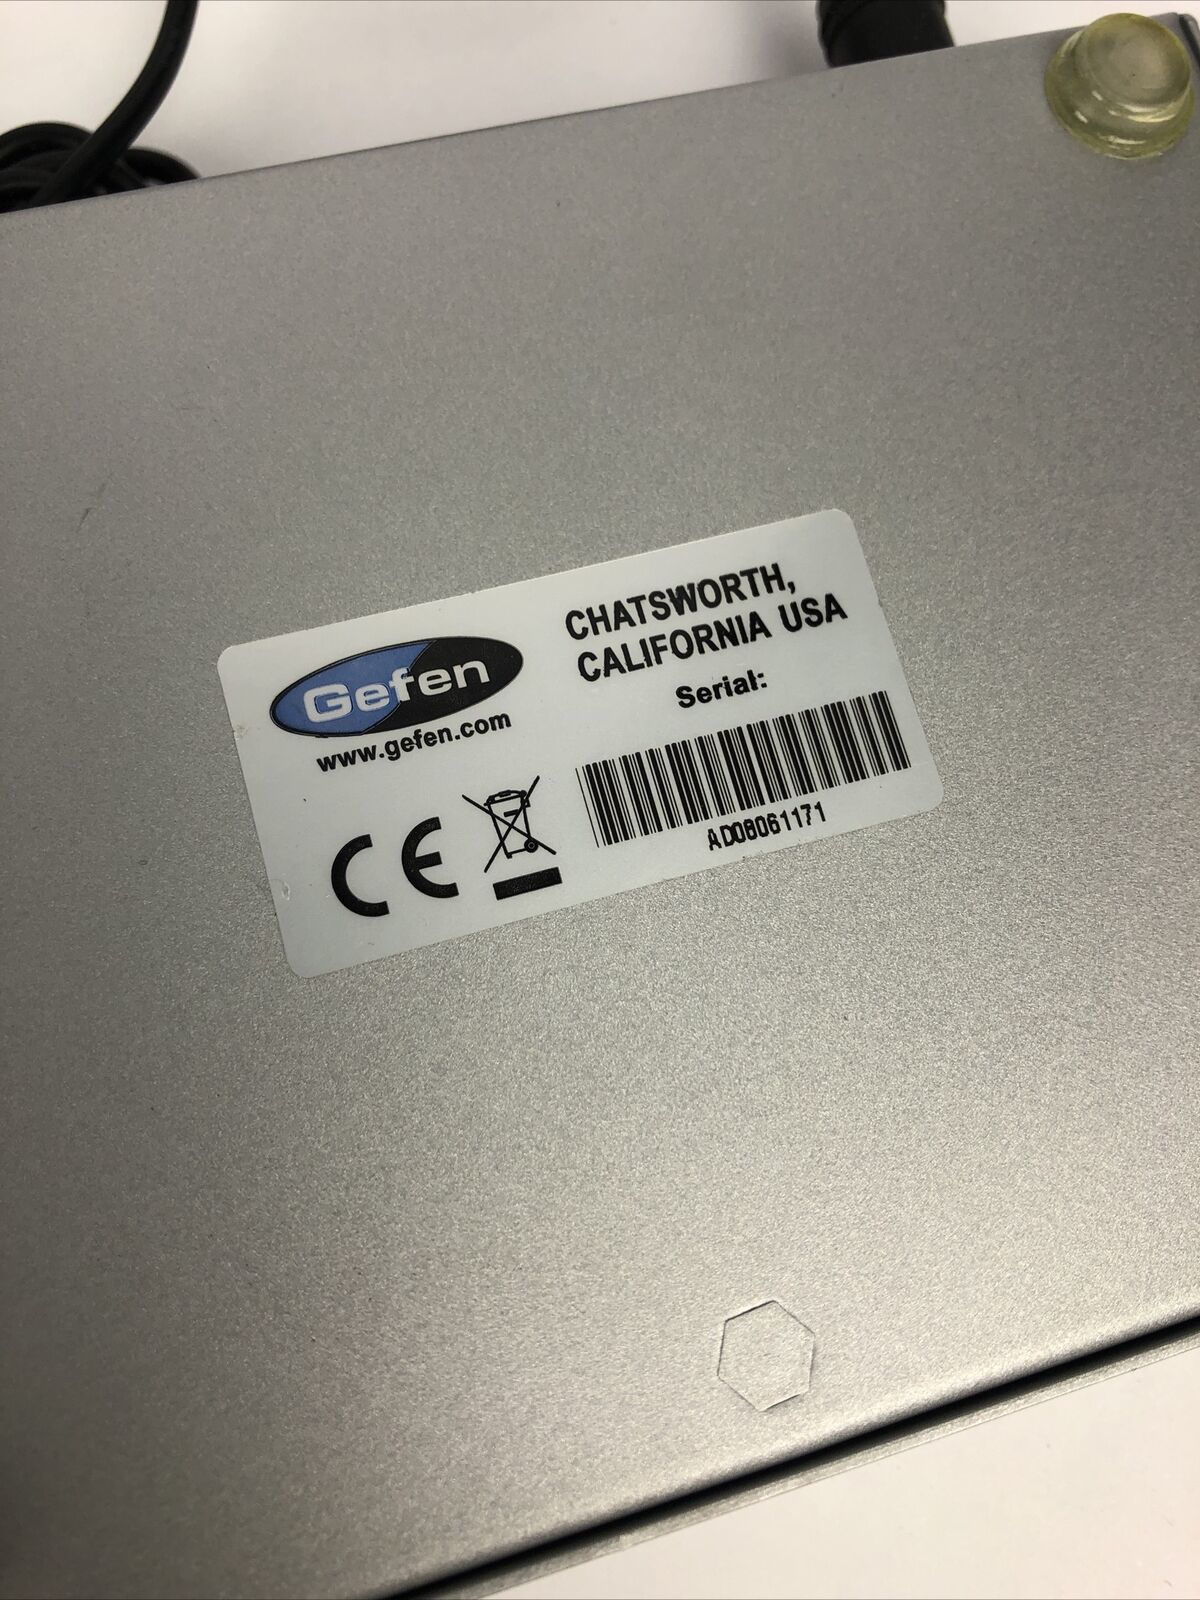 Gefen
www.gefen.com
CE
CHATSWORTH,
CALIFORNIA USA
Serial:
AD08061171